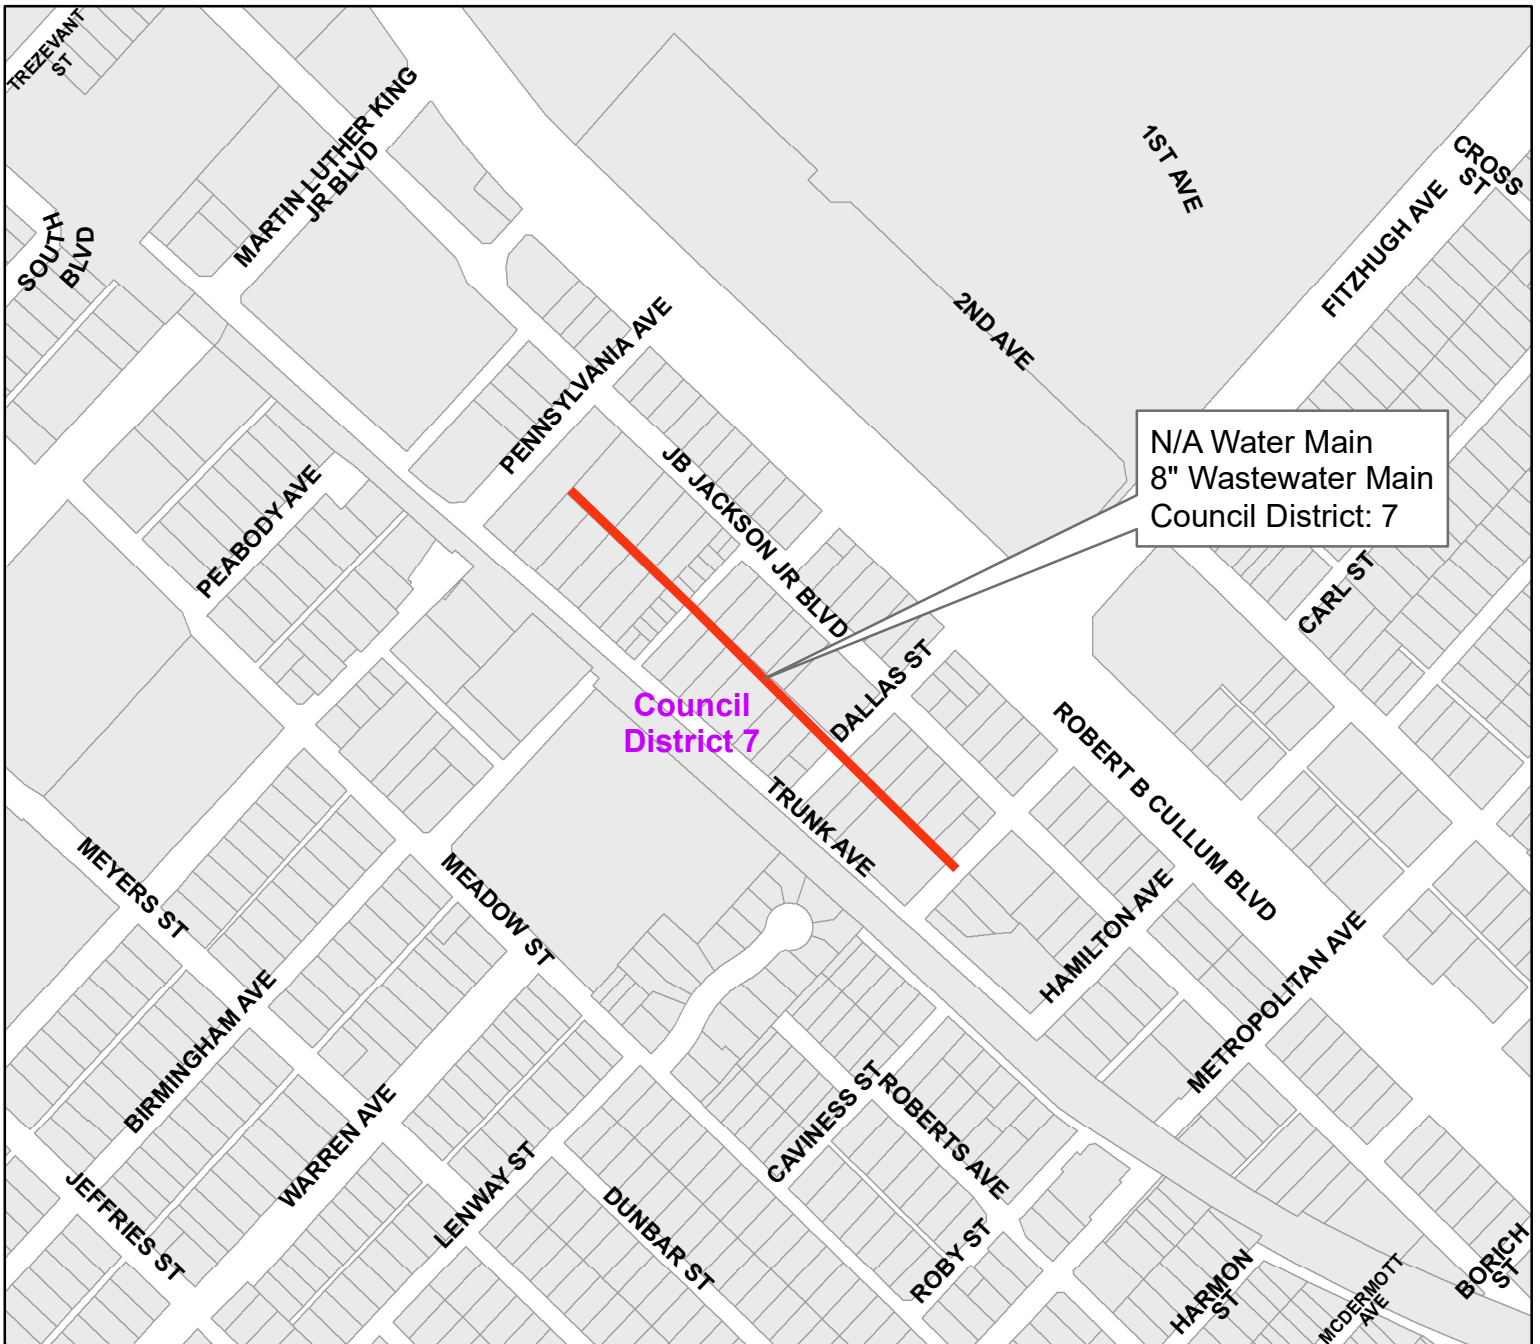 TREZEVANT
ST
MARTIN LUTHER KING
JR BLVD
1ST AVE
CROSS
ST
FITZHUGH AVE
SOUTH
BLVD
2ND AVE
PENNSYLVANIA AVE
N/A Water Main
8" Wastewater Main
Council District: 7
JB JACKSON JR BLVD
PEABODY AVE
CARL ST
DALLAS ST
Council
District 7
ROBERT B CULLUM BLVD
TRUNK AVE
MEYERS ST
MEADOW ST
HAMILTON AVE
METROPOLITAN AVE
BIRMINGHAM AVE
WARREN AVE
CAVINESS ST
ROBERTS AVE
JEFFRIES ST
LENWAY ST
DUNBAR ST
ROBY ST
HARMON
ST
MCDERMOTT
AVE
BORICH
ST